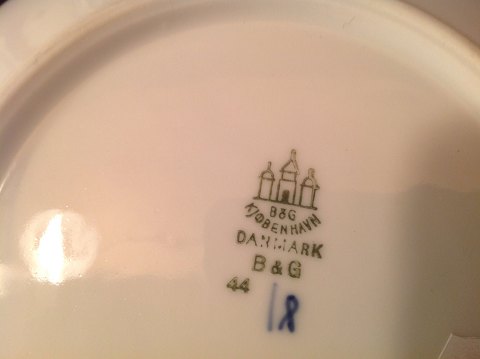 B&G
KJØBENHAVN
DANMARK
B & G
44
18